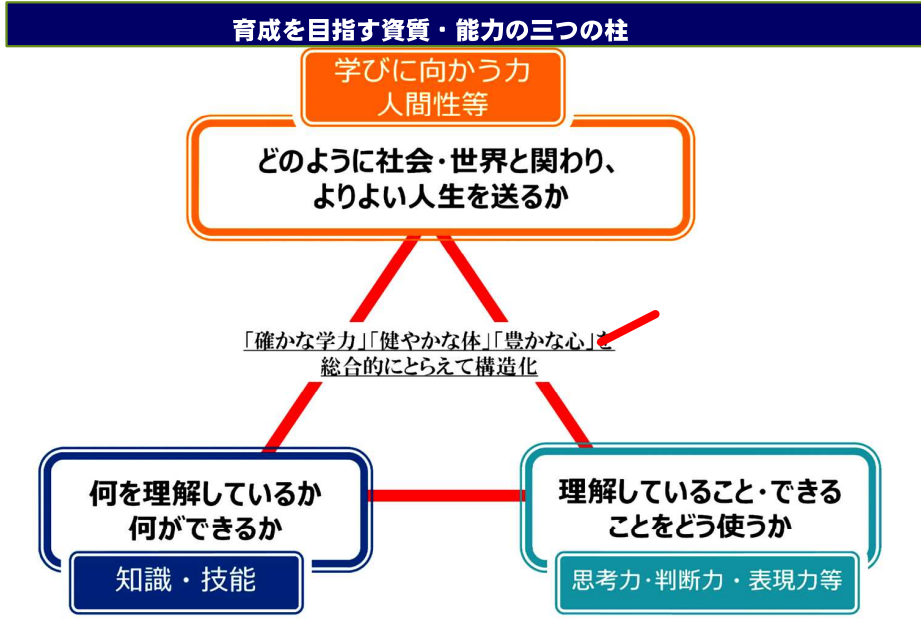 育成を目指す資質・能力の三つの柱
学びに向かう力
人間性等
どのように社会・世界と関わり、
よりよい人生を送るか
「確かな学力」「健やかな体」「豊かな心」を
総合的にとらえて構造化
何を理解しているか
何ができるか
知識・技能
理解していること・できる
ことをどう使うか
思考力・判断力・表現力等